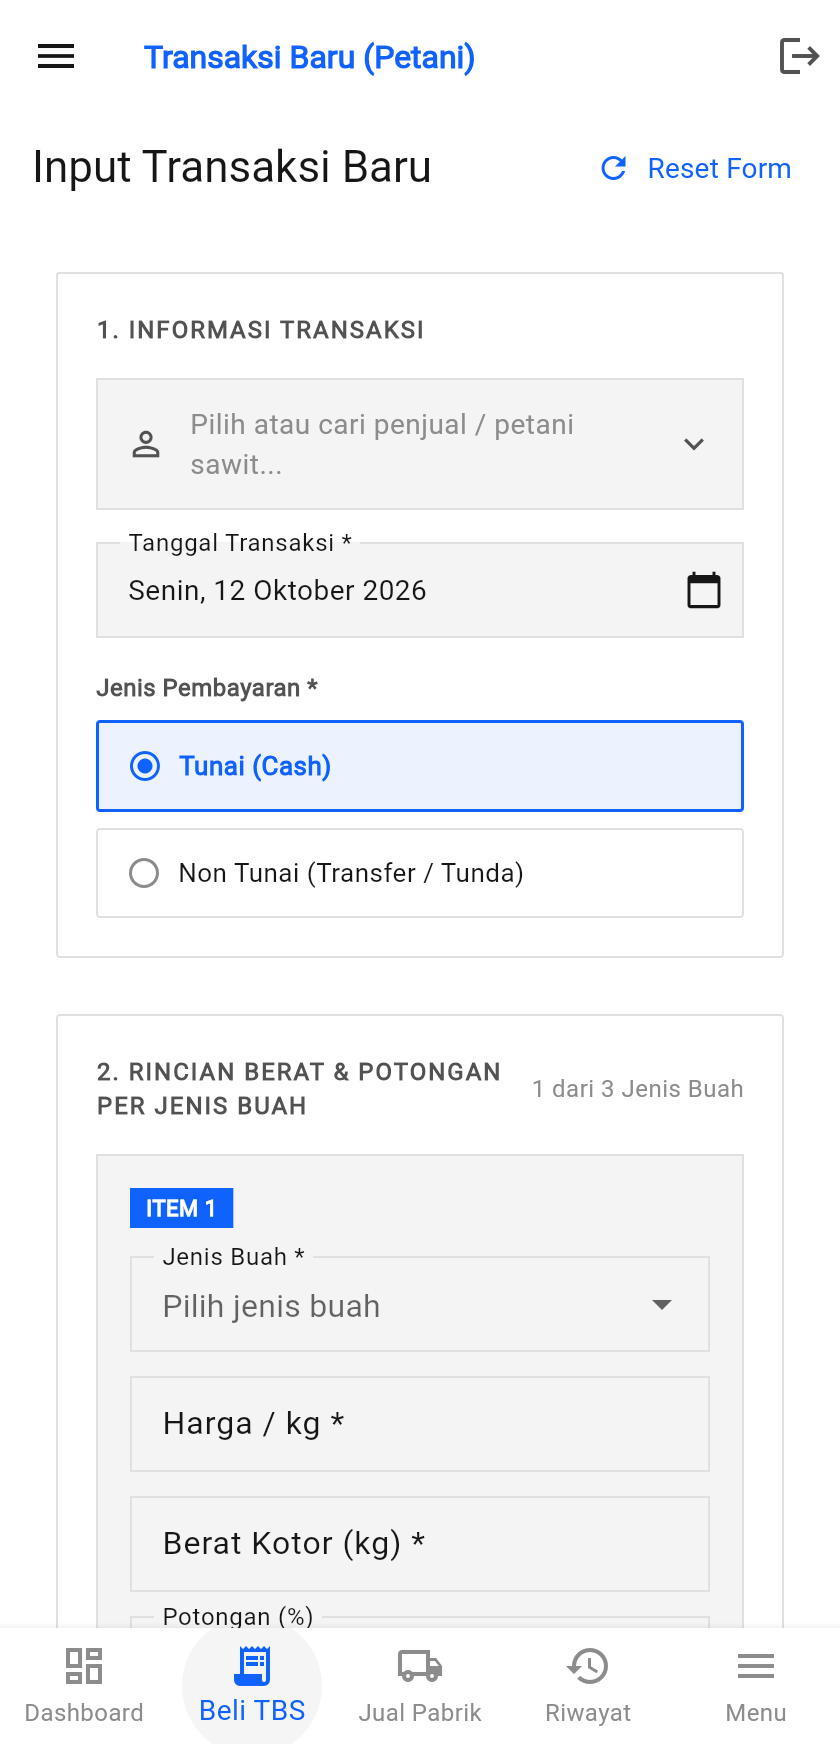 Transaksi Baru (Petani)
Input Transaksi Baru
Reset Form
1. INFORMASI TRANSAKSI
Pilih atau cari penjual / petani
sawit...
Tanggal Transaksi *
Senin, 12 Oktober 2026
Jenis Pembayaran *
Tunai (Cash)
Non Tunai (Transfer / Tunda)
2. RINCIAN BERAT & POTONGAN
PER JENIS BUAH
1 dari 3 Jenis Buah
ITEM 1
Jenis Buah *
Pilih jenis buah
Harga / kg *
Berat Kotor (kg) *
Potongan (%)
Dashboard
Beli TBS
Jual Pabrik
Riwayat
Menu